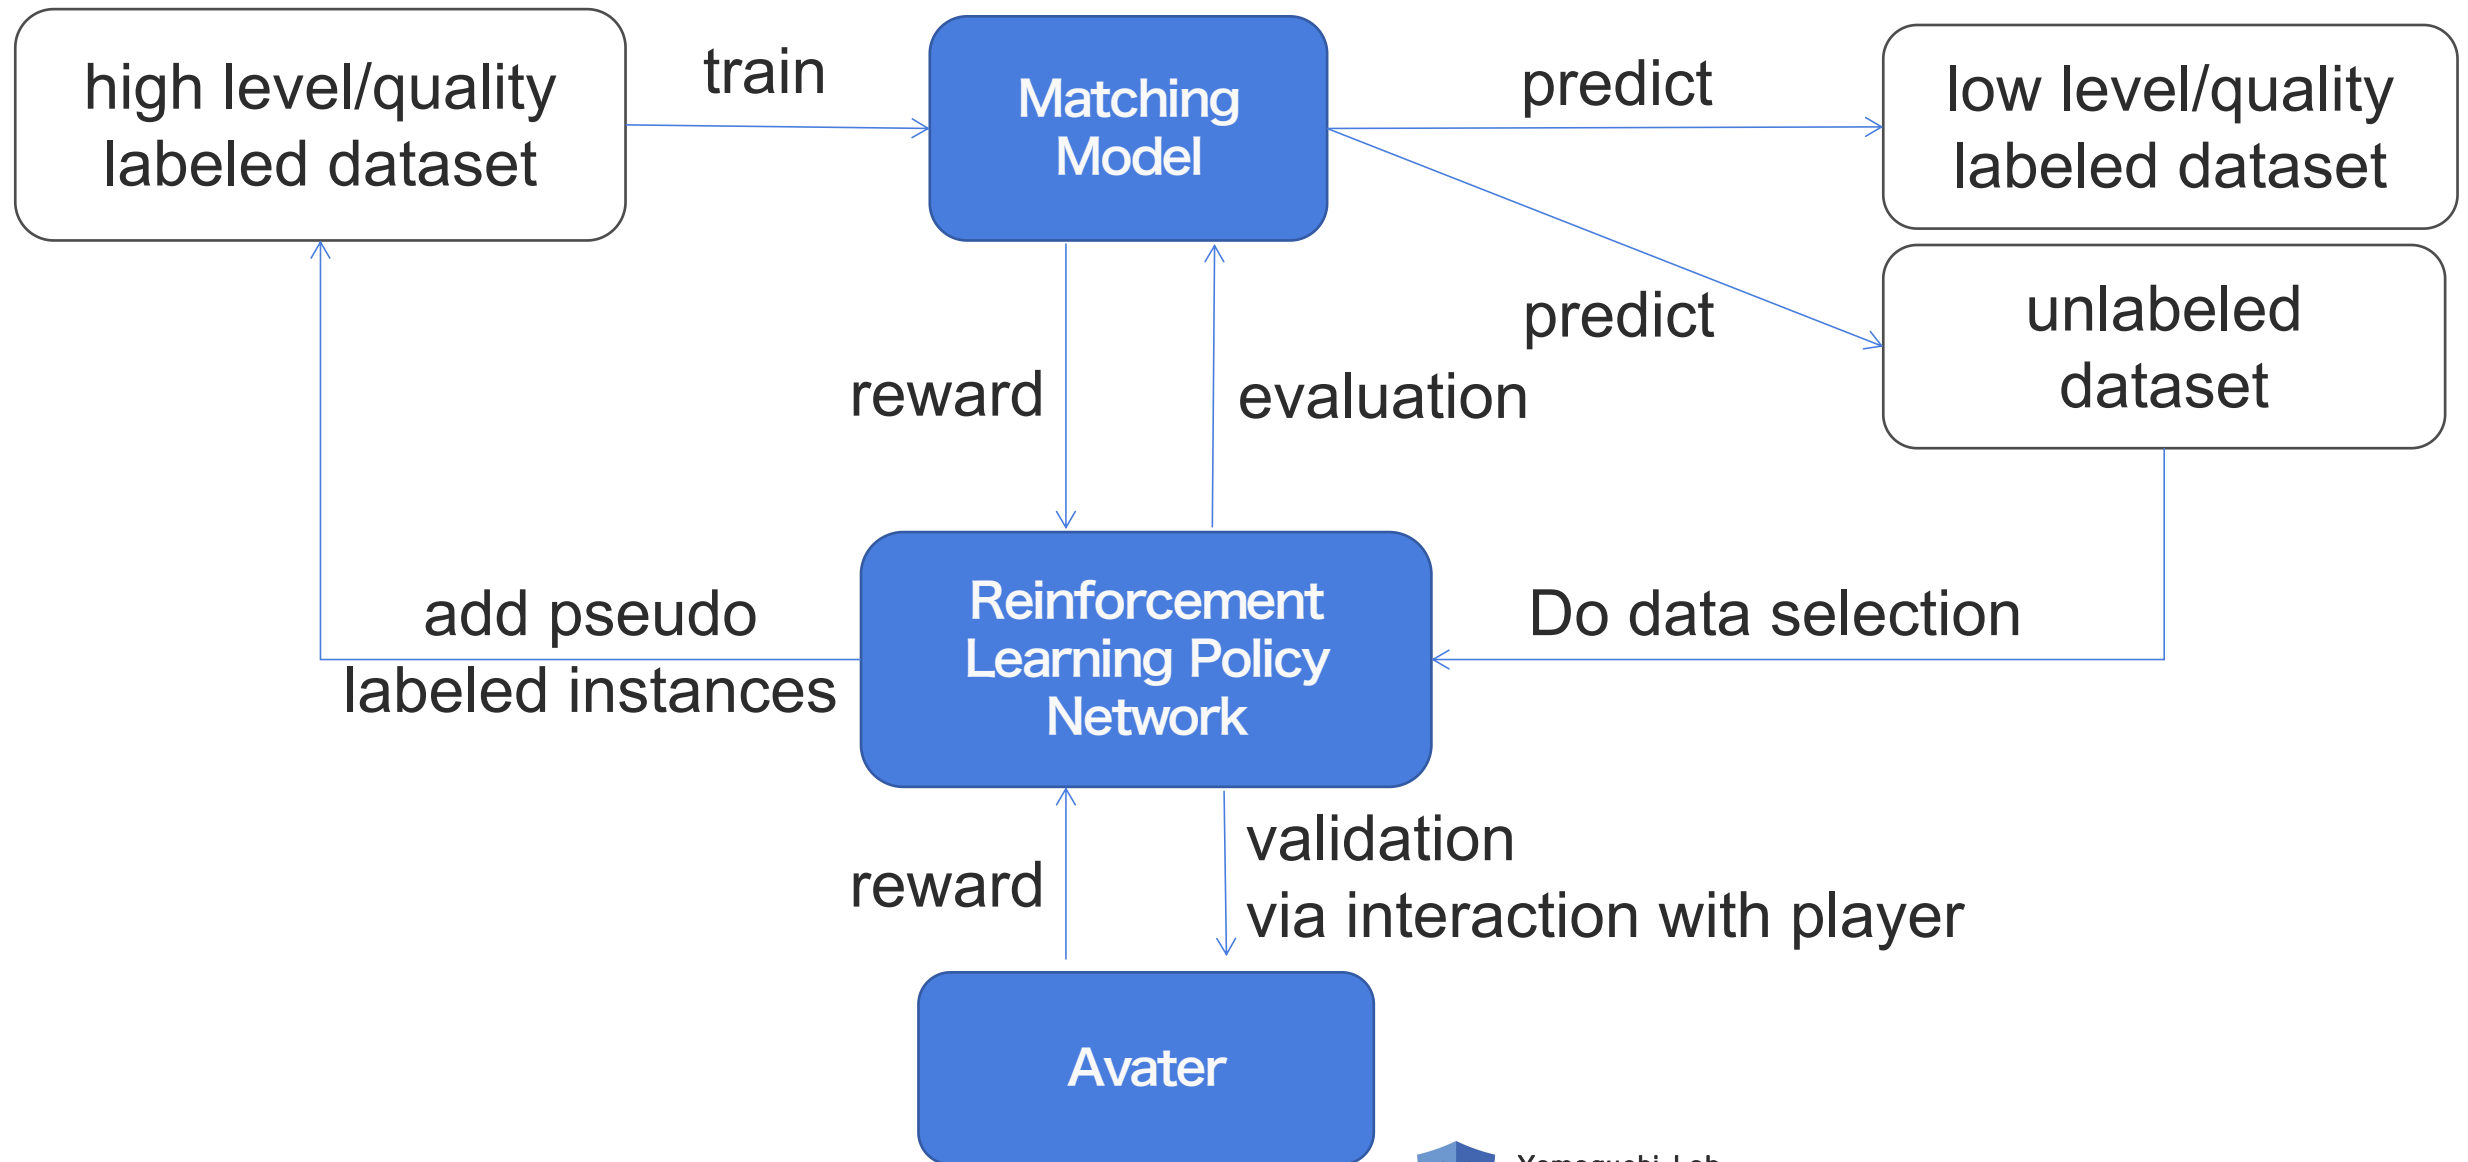 high level/quality
labeled dataset
train
Matching
Model
predict
low level/quality
labeled dataset
predict
unlabeled
dataset
reward
evaluation
add pseudo
labeled instances
Reinforcement
Learning Policy
Network
Do data selection
reward
validation
via interaction with player
Avater